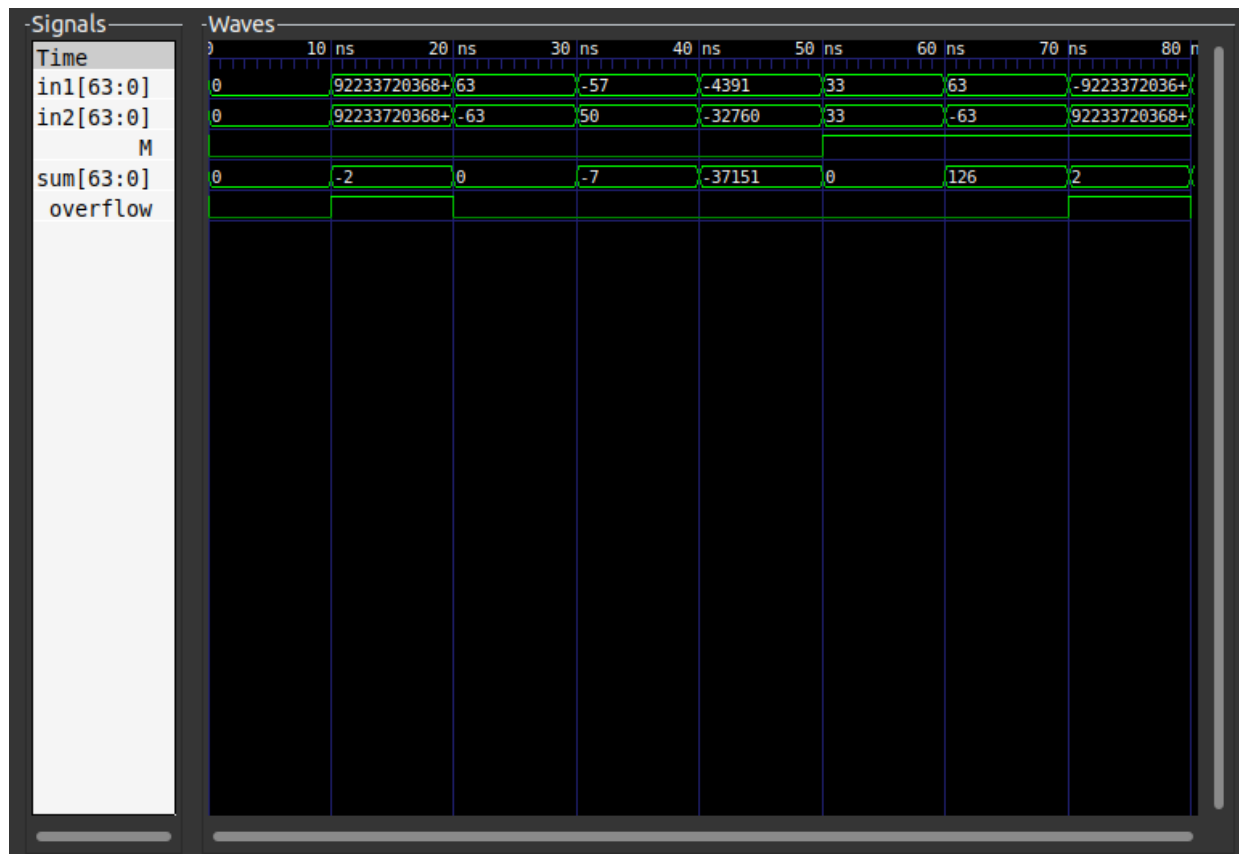 Signals Waves
Time 0 10 ns 20 ns 30 ns 40 ns 50 ns 60 ns 70 ns 80 n
in1[63:0] 0 92233720368+ 63 -57 -4391 33 63 -9223372036+
in2[63:0] 0 92233720368+ -63 50 -32760 33 -63 92233720368+
M
sum[63:0] 0 -2 0 -7 -37151 0 126 2
overflow